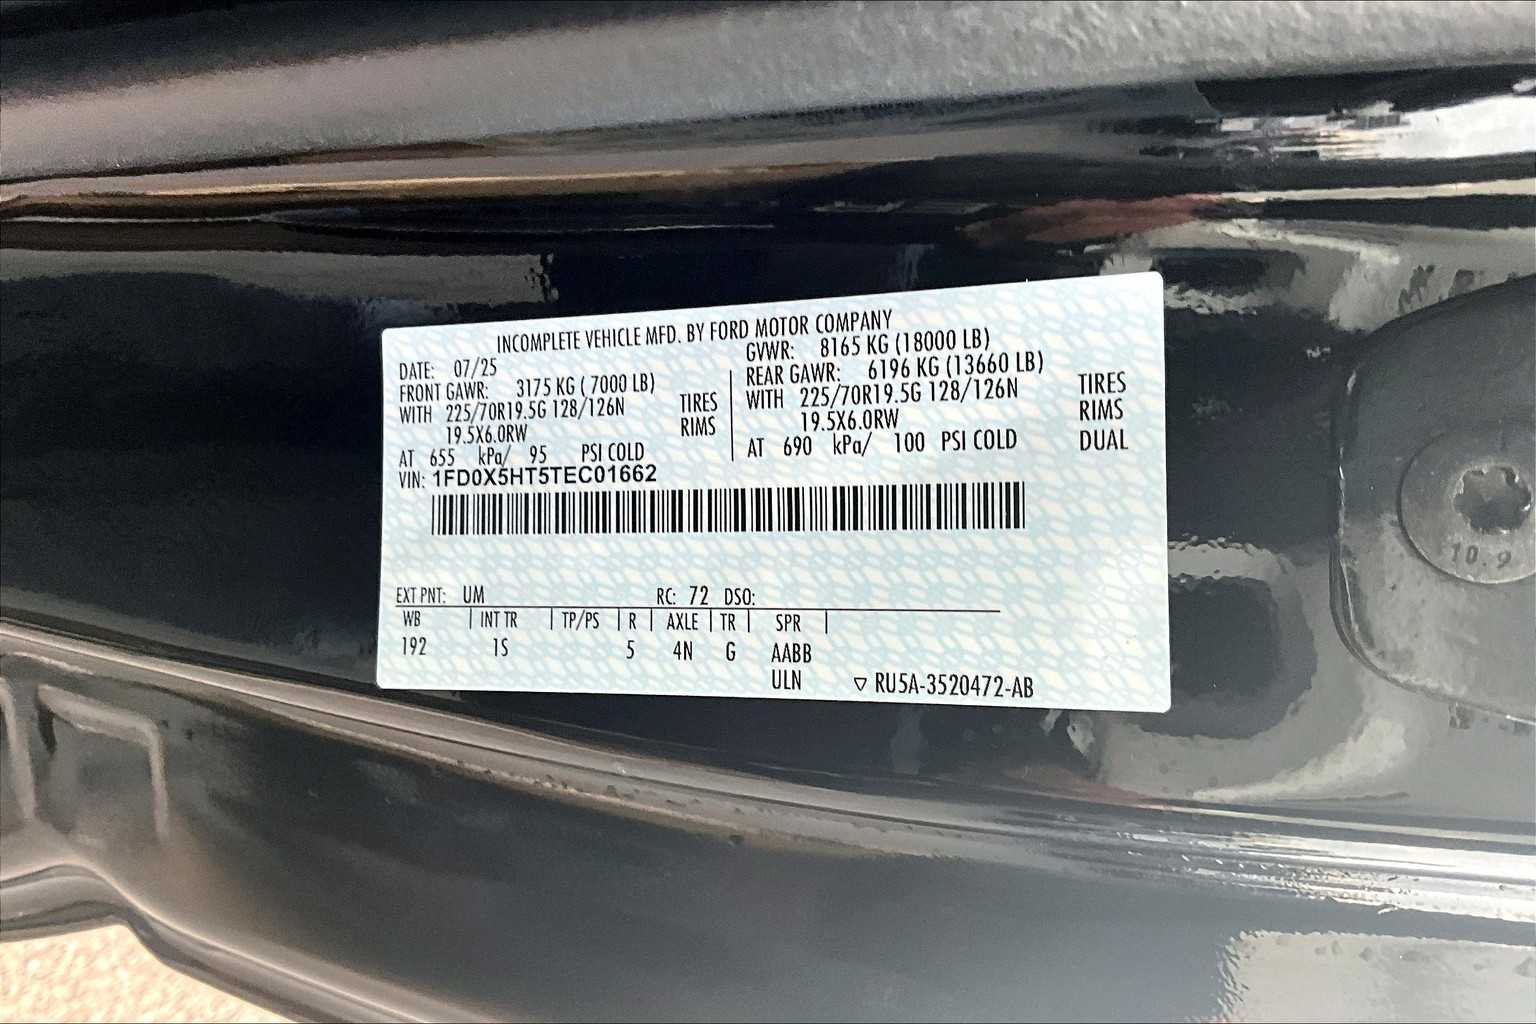 INCOMPLETE VEHICLE MFD. BY FORD MOTOR COMPANY
DATE: 07/25
FRONT GAWR: 3175 KG ( 7000 LB)
WITH 225/70R19.5G 128/126N TIRES
19.5X6.0RW RIMS
AT 655 kPa/ 95 PSI COLD
GVWR: 8165 KG (18000 LB)
REAR GAWR: 6196 KG (13660 LB)
WITH 225/70R19.5G 128/126N TIRES
19.5X6.0RW RIMS
AT 690 kPa/ 100 PSI COLD DUAL
VIN: 1FD0X5HT5TEC01662
EXT PNT: UM RC: 72 DSO:
WB | INT TR | TP/PS | R | AXLE | TR | SPR |
192 1S 5 4N G AABB
ULN ▽ RU5A-3520472-AB
10.9